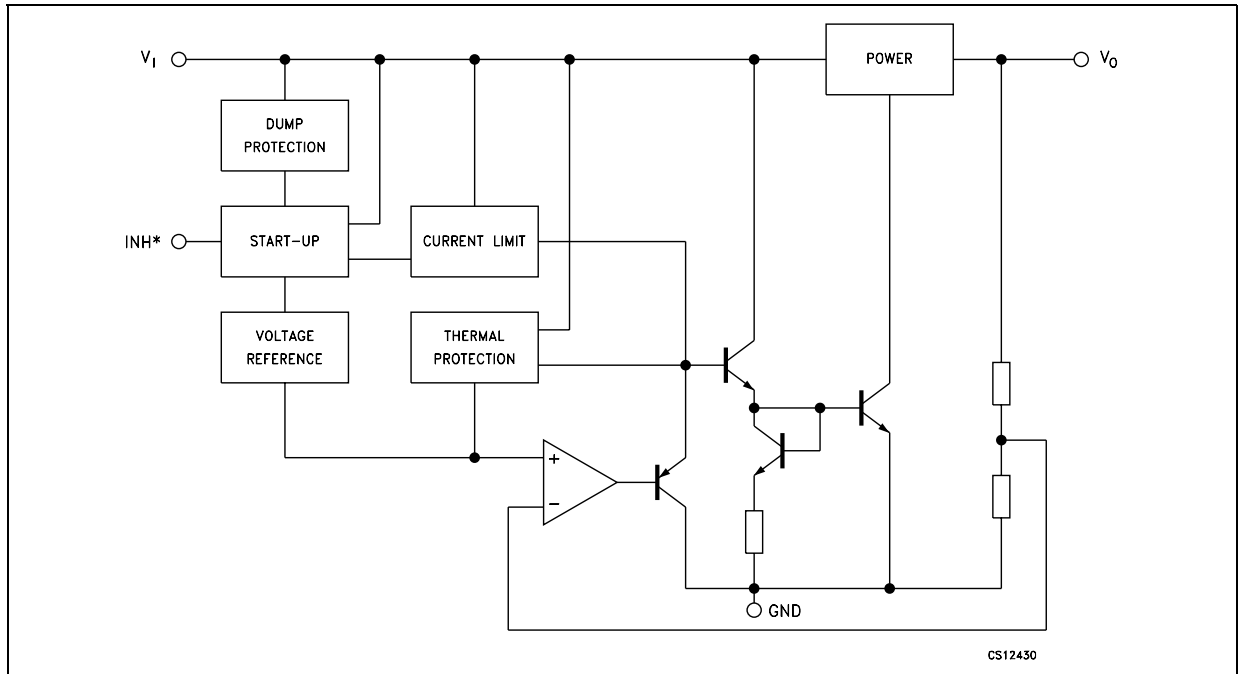 V_I
POWER
V_O
DUMP
PROTECTION
INH*
START-UP
CURRENT LIMIT
VOLTAGE
REFERENCE
THERMAL
PROTECTION
+
−
GND
CS12430